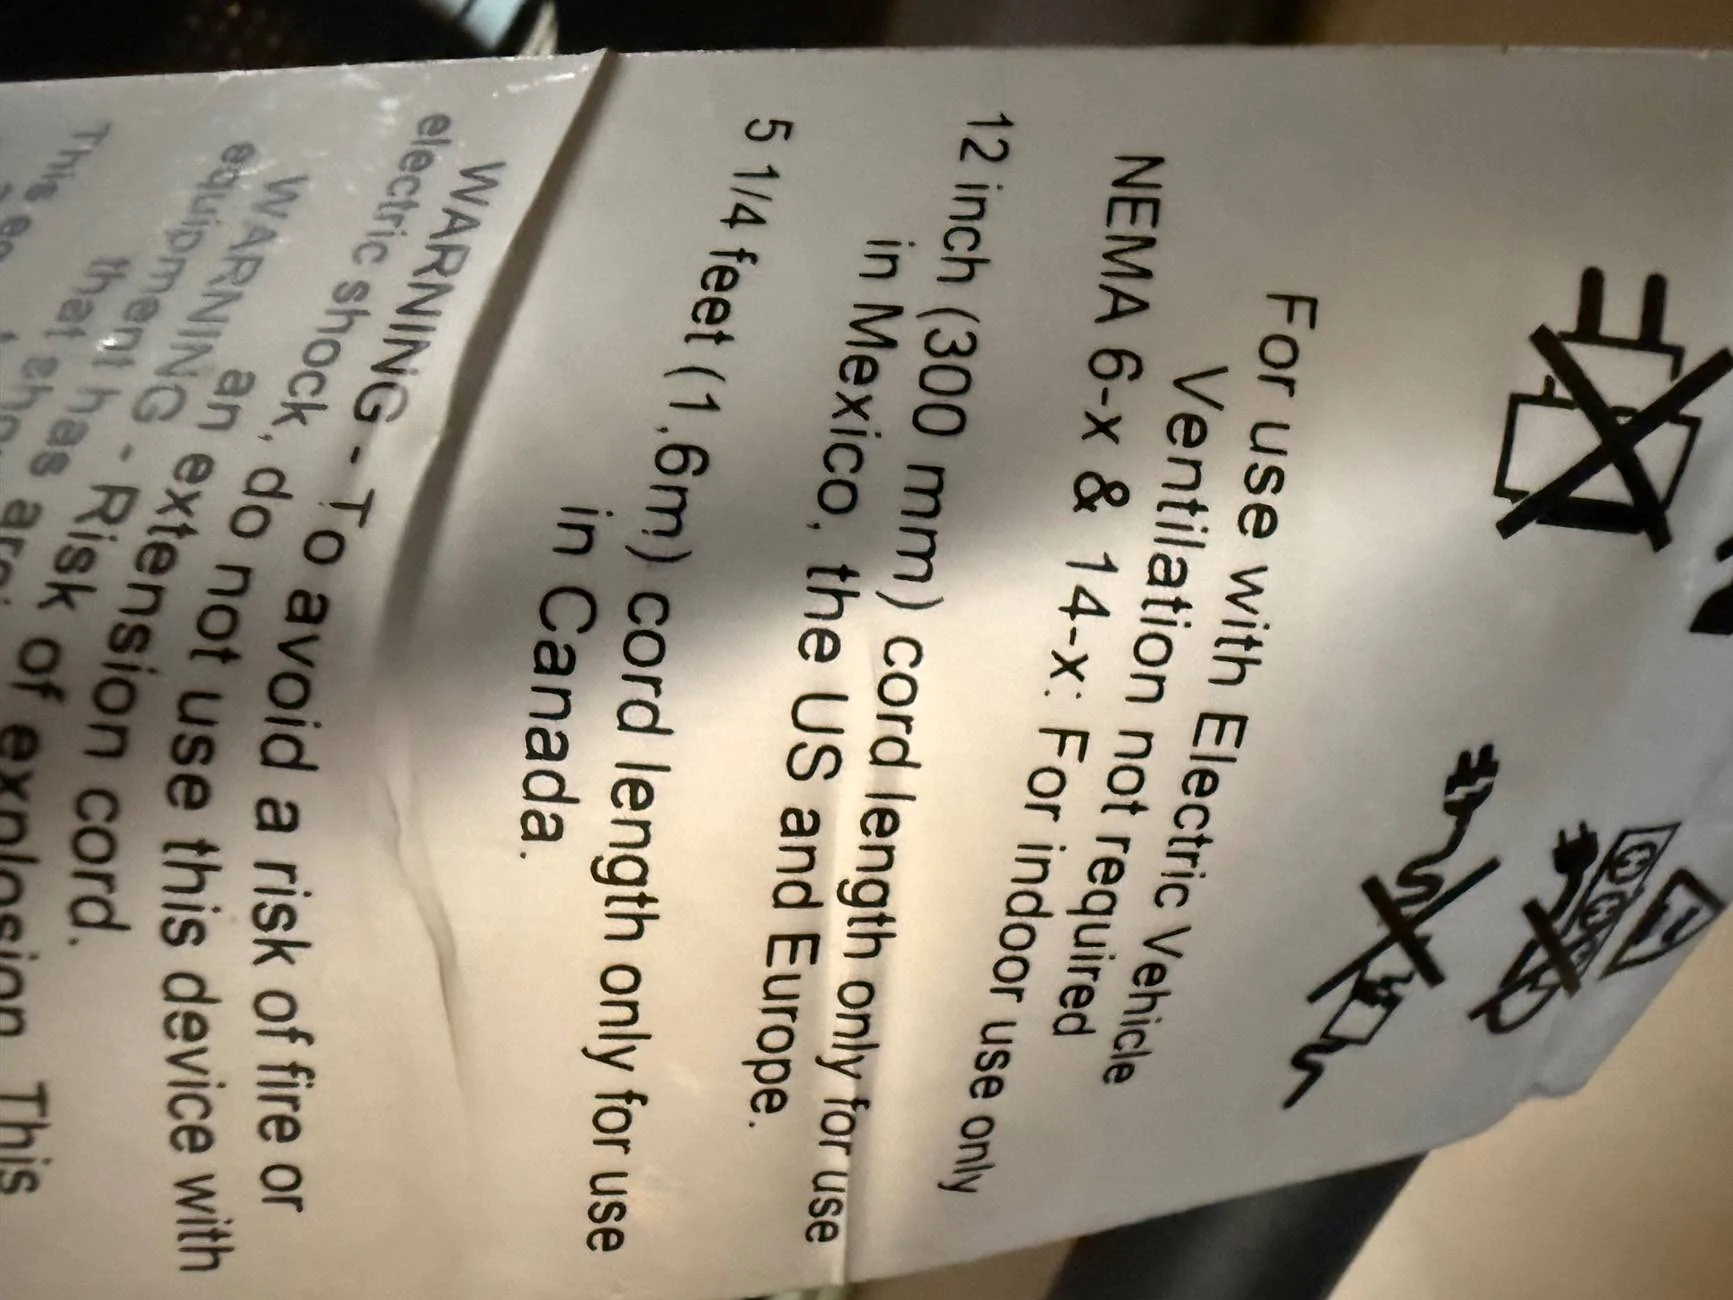 For use with Electric Vehicle
Ventilation not required
NEMA 6-x & 14-x: For indoor use only
12 inch (300 mm) cord length only for use
in Mexico, the US and Europe.
5 1/4 feet (1,6m) cord length only for use
in Canada.
WARNING - To avoid a risk of fire or
electric shock, do not use this device with
an extension cord.
WARNING - Risk of explosion. This
equipment has
that
This